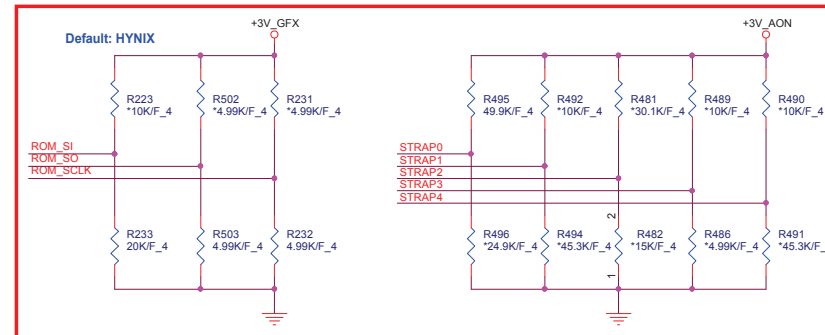 +3V_GFX
+3V_AON
Default: HYNIX
R223
*10K/F_4
R502
*4.99K/F_4
R231
*4.99K/F_4
R495
49.9K/F_4
R492
*10K/F_4
R481
*30.1K/F_4
R489
*10K/F_4
R490
*10K/F_4
ROM_SI
ROM_SO
ROM_SCLK
STRAP0
STRAP1
STRAP2
STRAP3
STRAP4
R233
20K/F_4
R503
4.99K/F_4
R232
4.99K/F_4
R496
*24.9K/F_4
R494
*45.3K/F_4
2
1
R482
*15K/F_4
R486
*4.99K/F_4
R491
*45.3K/F_4